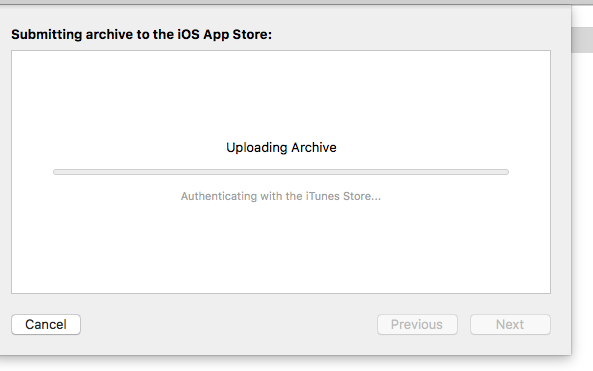 Submitting archive to the iOS App Store:
Uploading Archive
Authenticating with the iTunes Store...
Cancel
Previous
Next